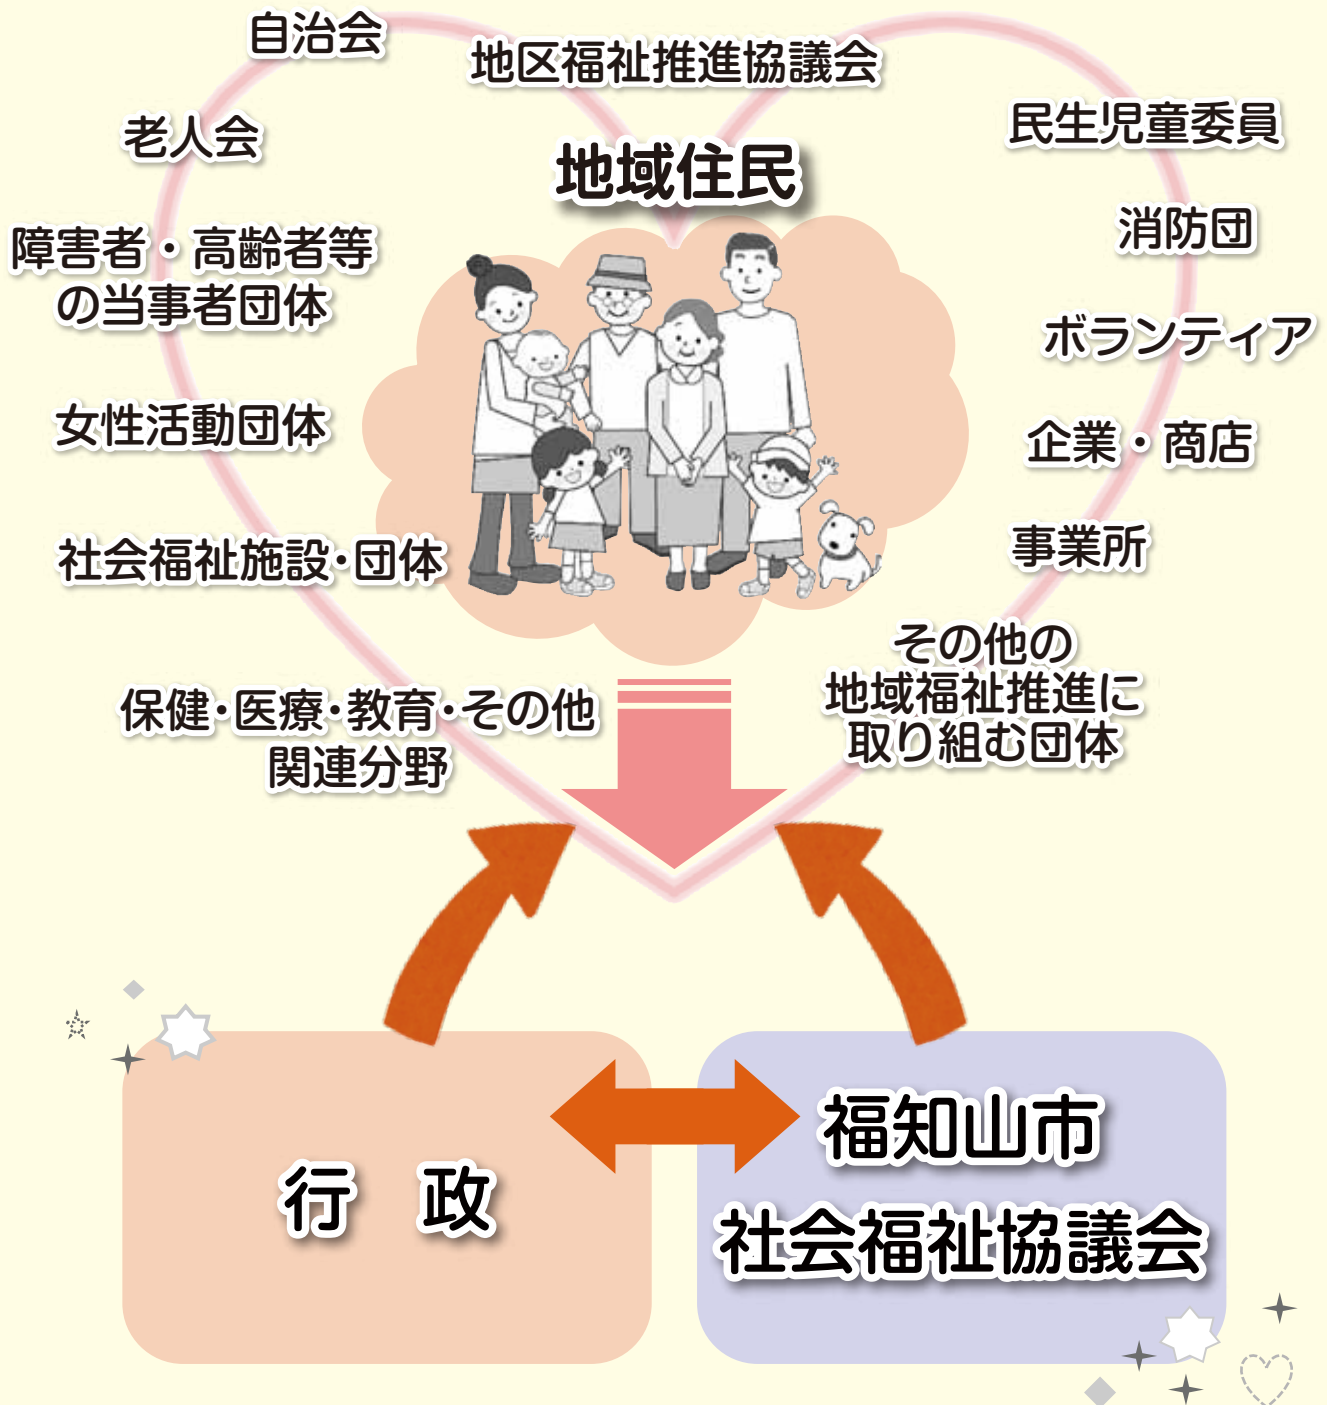 自治会
地区福祉推進協議会
老人会
民生児童委員
地域住民
障害者・高齢者等
の当事者団体
消防団
ボランティア
女性活動団体
企業・商店
社会福祉施設・団体
事業所
その他の
地域福祉推進に
取り組む団体
保健・医療・教育・その他
関連分野
行　政
福知山市
社会福祉協議会